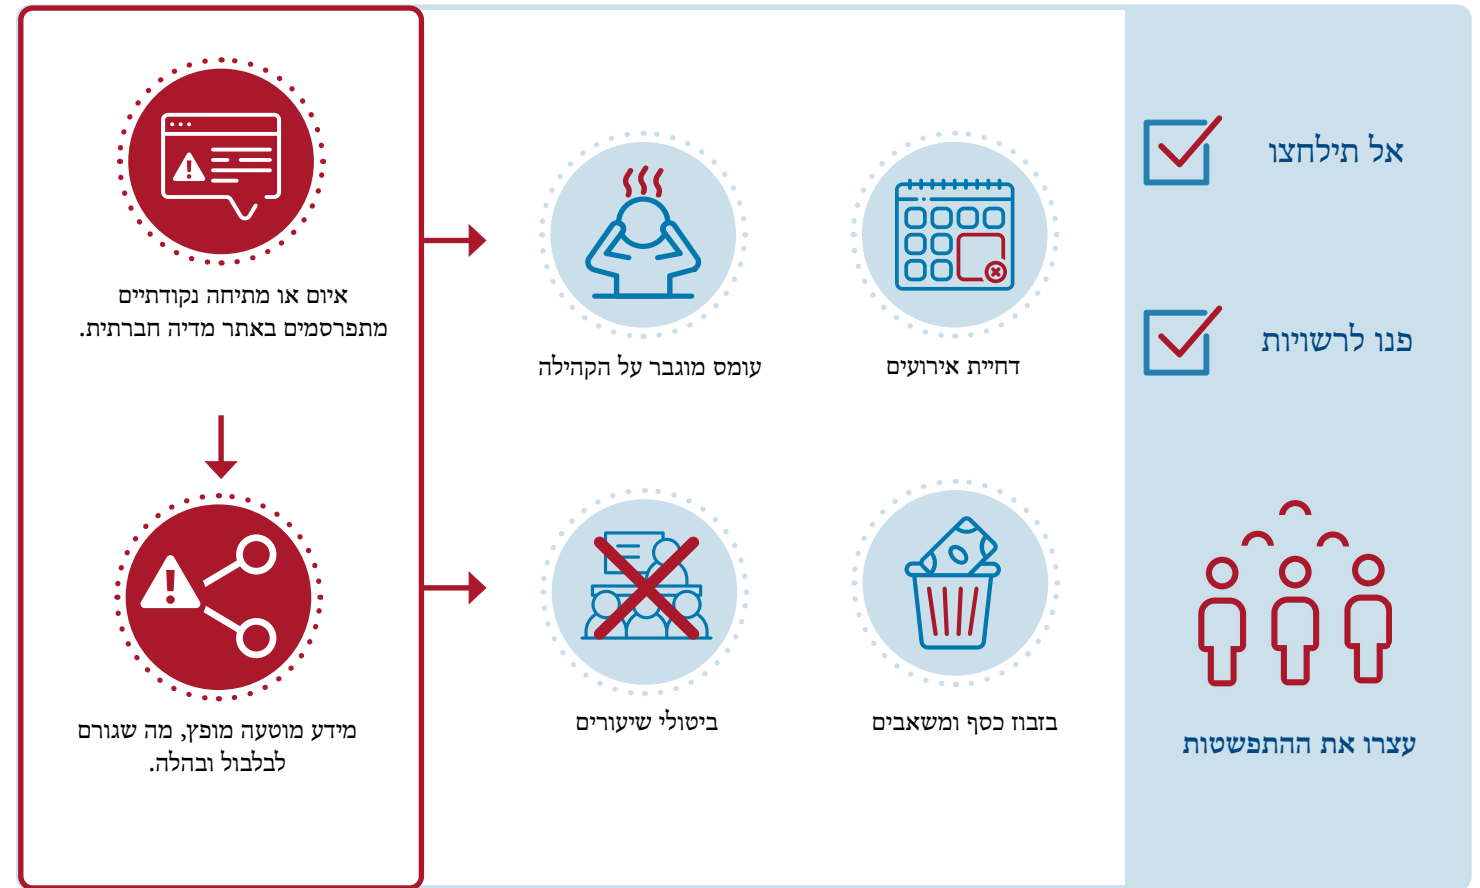 איום או מתיחה נקודתיים
מתפרסמים באתר מדיה חברתית.
מידע מוטעה מופץ, מה שגורם
לבלבול ובהלה.
עומס מוגבר על הקהילה
דחיית אירועים
ביטולי שיעורים
בזבוז כסף ומשאבים
אל תילחצו
פנו לרשויות
עצרו את ההתפשטות